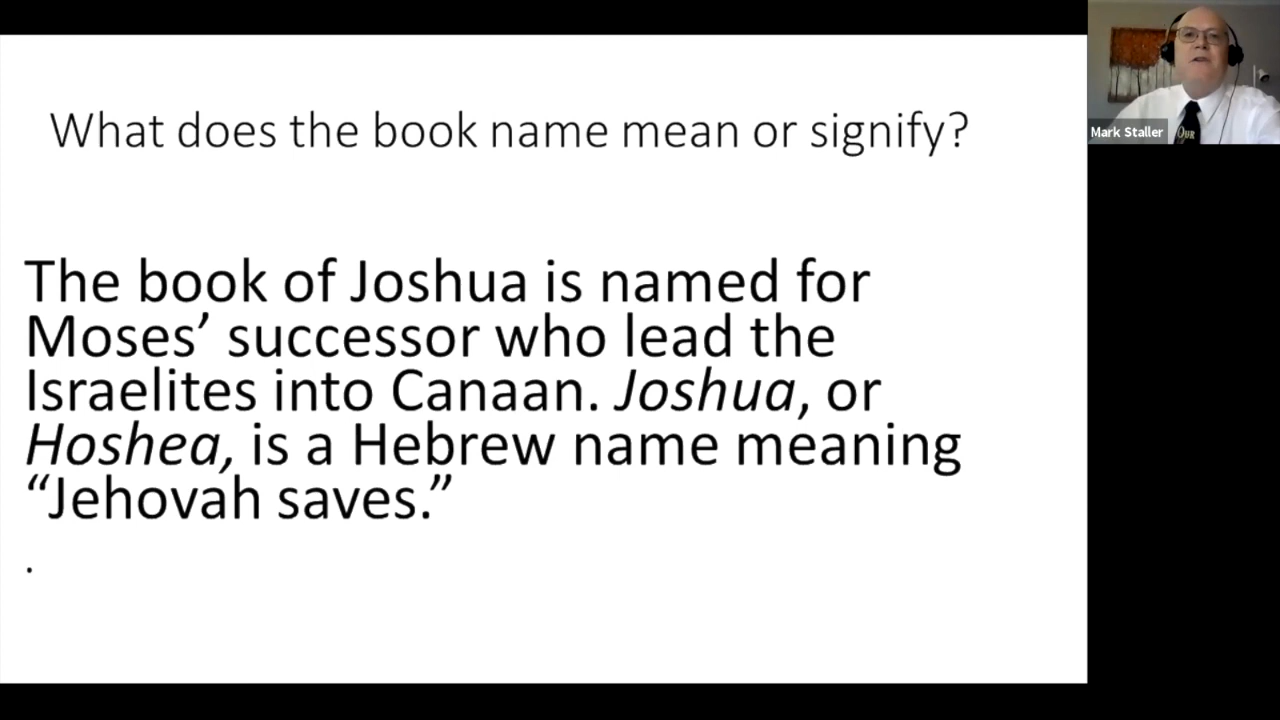 What does the book name mean or signify?
The book of Joshua is named for
Moses’ successor who lead the
Israelites into Canaan. Joshua, or
Hoshea, is a Hebrew name meaning
“Jehovah saves.”
.
Mark Staller